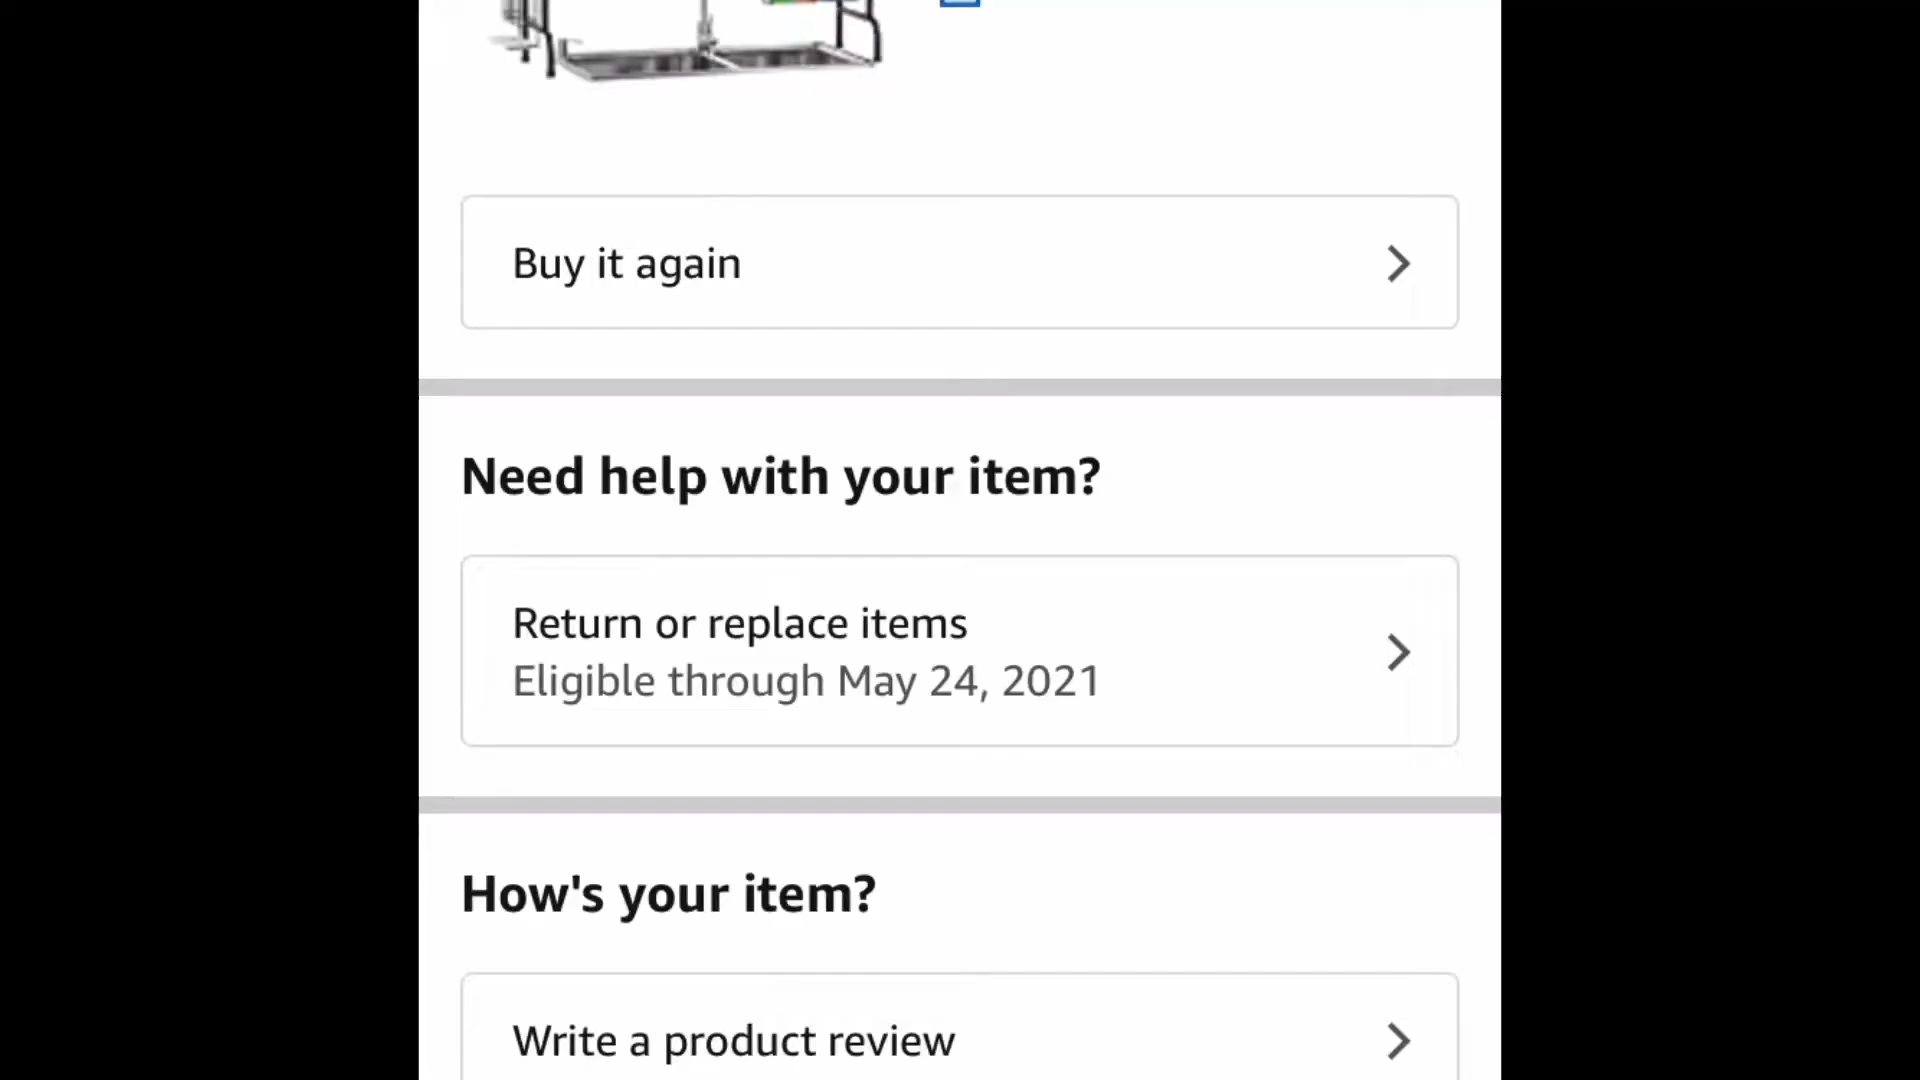 Buy it again
Need help with your item?
Return or replace items
Eligible through May 24, 2021
How's your item?
Write a product review